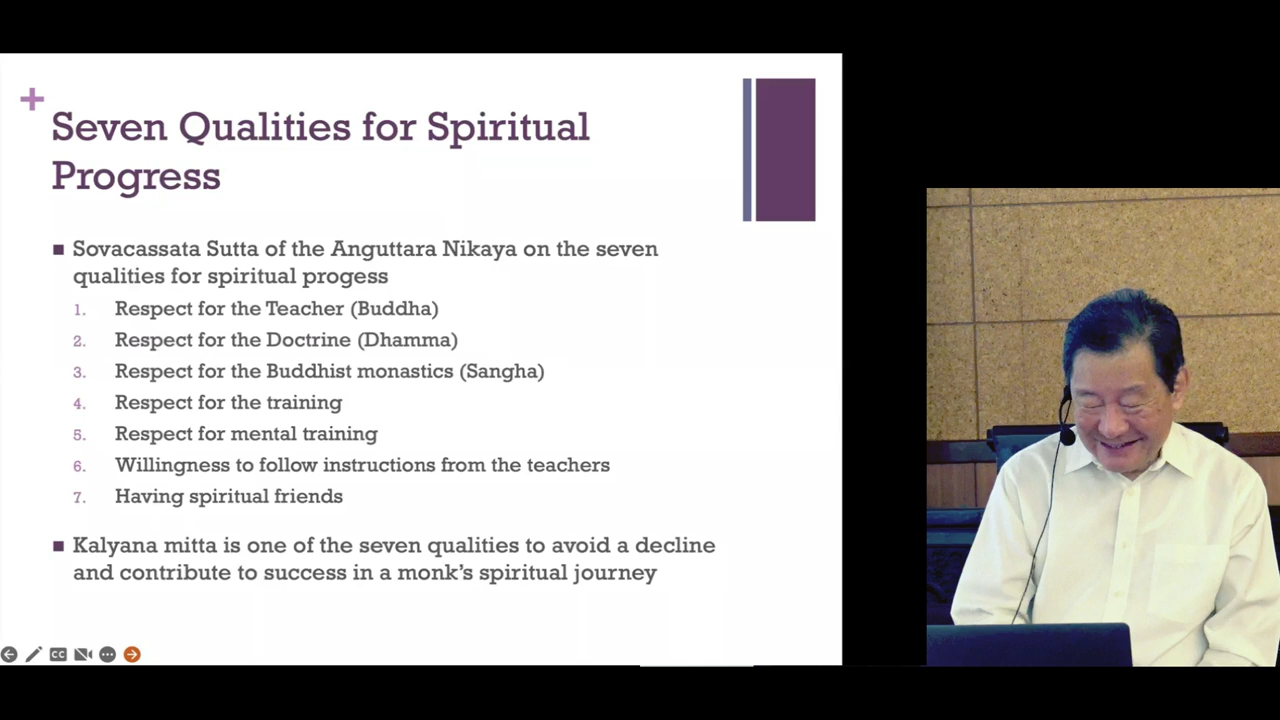 Seven Qualities for Spiritual
Progress
Sovacassata Sutta of the Anguttara Nikaya on the seven
qualities for spiritual progess
1. Respect for the Teacher (Buddha)
2. Respect for the Doctrine (Dhamma)
3. Respect for the Buddhist monastics (Sangha)
4. Respect for the training
5. Respect for mental training
6. Willingness to follow instructions from the teachers
7. Having spiritual friends
Kalyana mitta is one of the seven qualities to avoid a decline
and contribute to success in a monk's spiritual journey
CC